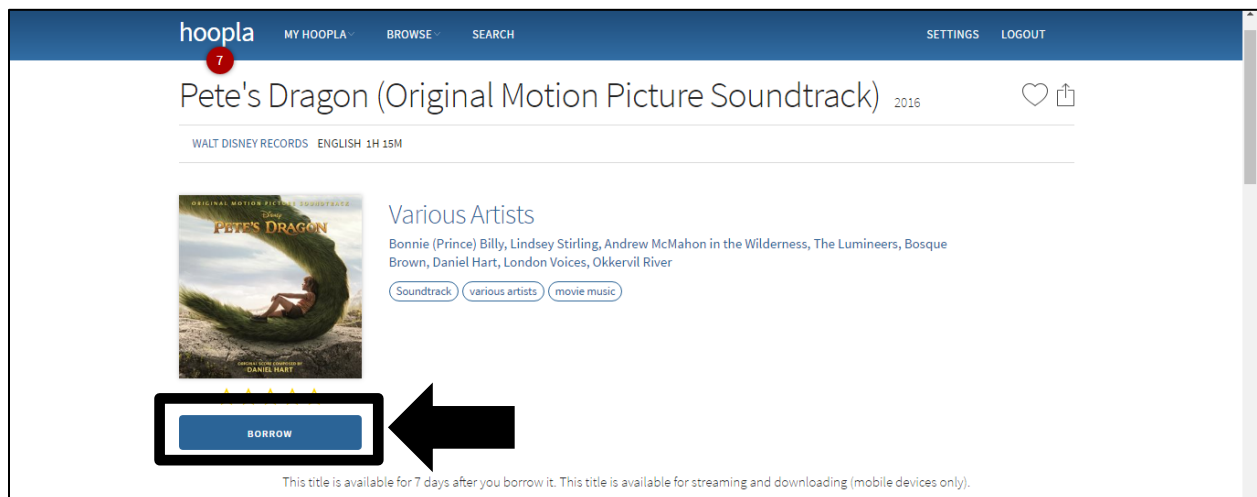 hoopla MY HOOPLA BROWSE SEARCH SETTINGS LOGOUT
7
Pete's Dragon (Original Motion Picture Soundtrack) 2016
WALT DISNEY RECORDS ENGLISH 1H 15M
ORIGINAL MOTION PICTURE SOUNDTRACK
Disney
PETE'S DRAGON
ORIGINAL SCORE COMPOSED BY
DANIEL HART
Various Artists
Bonnie (Prince) Billy, Lindsey Stirling, Andrew McMahon in the Wilderness, The Lumineers, Bosque
Brown, Daniel Hart, London Voices, Okkervil River
Soundtrack various artists movie music
BORROW
This title is available for 7 days after you borrow it. This title is available for streaming and downloading (mobile devices only).